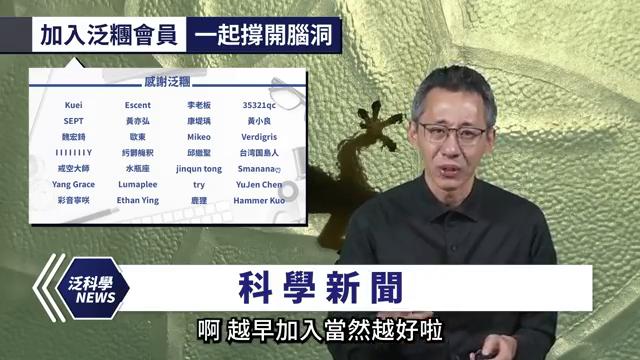 加入泛糰會員 一起撐開腦洞
感謝泛糰
Kuei Escent 李老板 35321qc
SEPT 黃亦弘 康堤瑀 黃小良
魏宏錡 歐東 Mikeo Verdigris
IIIIIIIY 邱繼聖 台湾国島人
戒空大師 水瓶座 jinqun tong Smanana
Yang Grace Lumaplee try YuJen Chen
彩音寧咲 Ethan Ying 鹿狸 Hammer Kuo
泛科學
NEWS
科學新聞
啊 越早加入當然越好啦